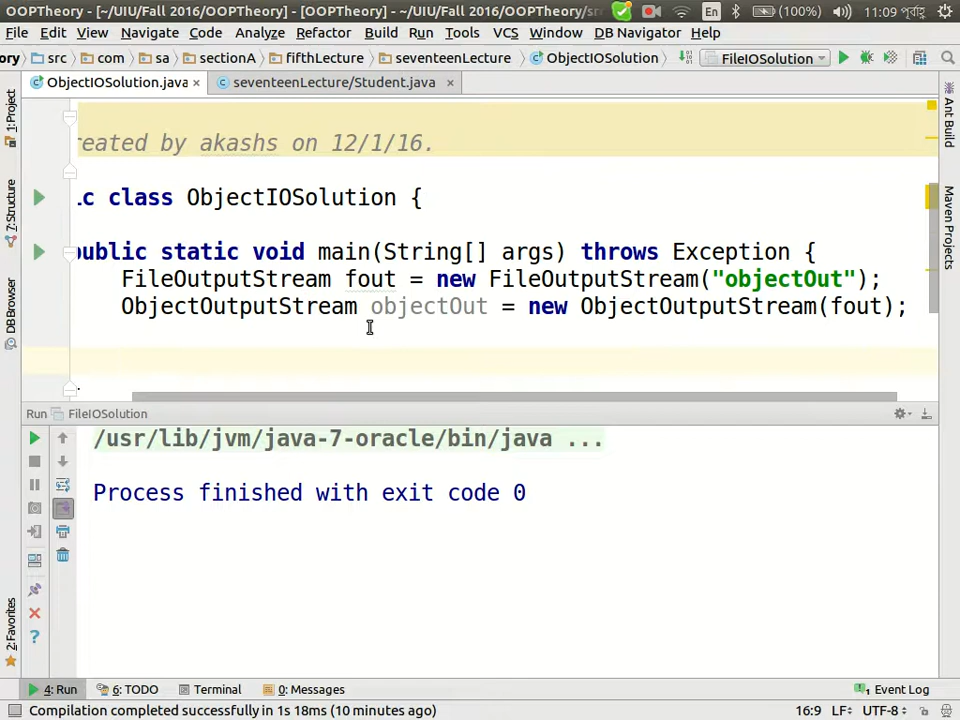 OOPTheory - [~/UIU/Fall 2016/OOPTheory] - [OOPTheory] - ~/UIU/Fall 2016/OOPTheory/sr En (100%) 11:09 পূর্বাহ্ণ
File Edit View Navigate Code Analyze Refactor Build Run Tools VCS Window DB Navigator Help
ory src com sa sectionA fifthLecture seventeenLecture ObjectIOSolution FileIOSolution
ObjectIOSolution.java seventeenLecture/Student.java
1: Project
7: Structure
DB Browser
2: Favorites
Ant Build
Maven Projects
reated by akashs on 12/1/16.
ic class ObjectIOSolution {
public static void main(String[] args) throws Exception {
FileOutputStream fout = new FileOutputStream("objectOut");
ObjectOutputStream objectOut = new ObjectOutputStream(fout);
Run FileIOSolution
/usr/lib/jvm/java-7-oracle/bin/java ...
Process finished with exit code 0
4: Run 6: TODO Terminal 0: Messages 1 Event Log
Compilation completed successfully in 1s 18ms (10 minutes ago) 16:9 LF UTF-8